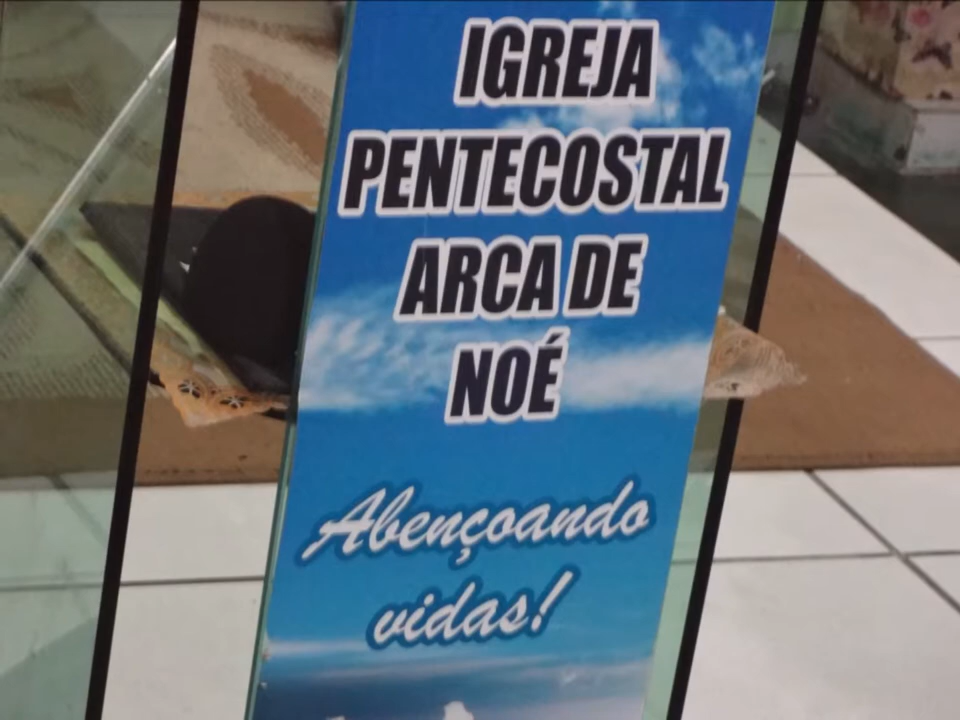 IGREJA
PENTECOSTAL
ARCA DE
NOÉ
Abençoando
vidas!